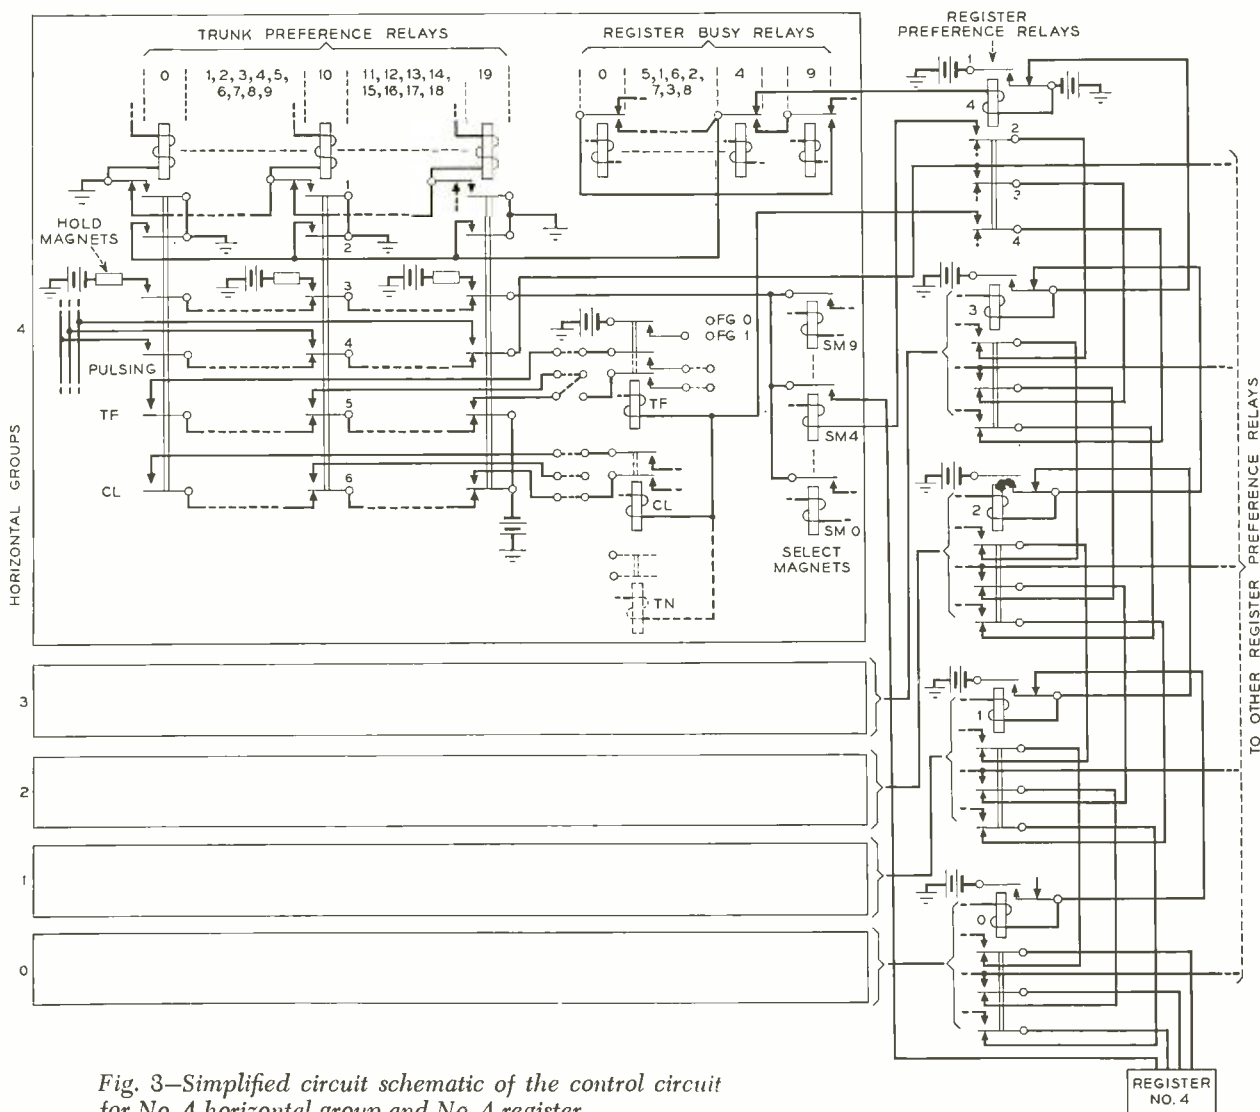 TRUNK PREFERENCE RELAYS
REGISTER BUSY RELAYS
REGISTER
PREFERENCE RELAYS
0
1, 2, 3, 4, 5,
6, 7, 8, 9
10
11, 12, 13, 14,
15, 16, 17, 18
19
0
5, 1, 6, 2,
7, 3, 8
4
9
1
4
2
3
4
HOLD
MAGNETS
1
2
3
4
5
6
PULSING
TF
CL
FG 0
FG 1
TF
CL
TN
SM 9
SM 4
SM 0
SELECT
MAGNETS
HORIZONTAL GROUPS
4
3
2
1
0
3
2
1
0
TO OTHER REGISTER PREFERENCE RELAYS
REGISTER
NO. 4
Fig. 3—Simplified circuit schematic of the control circuit
for No. 4 horizontal group and No. 4 register